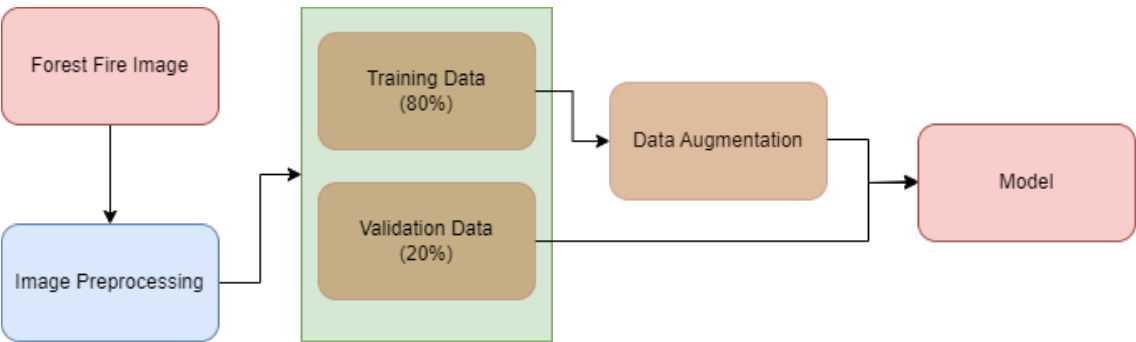 Forest Fire Image
Training Data
(80%)
Data Augmentation
Model
Validation Data
(20%)
Image Preprocessing